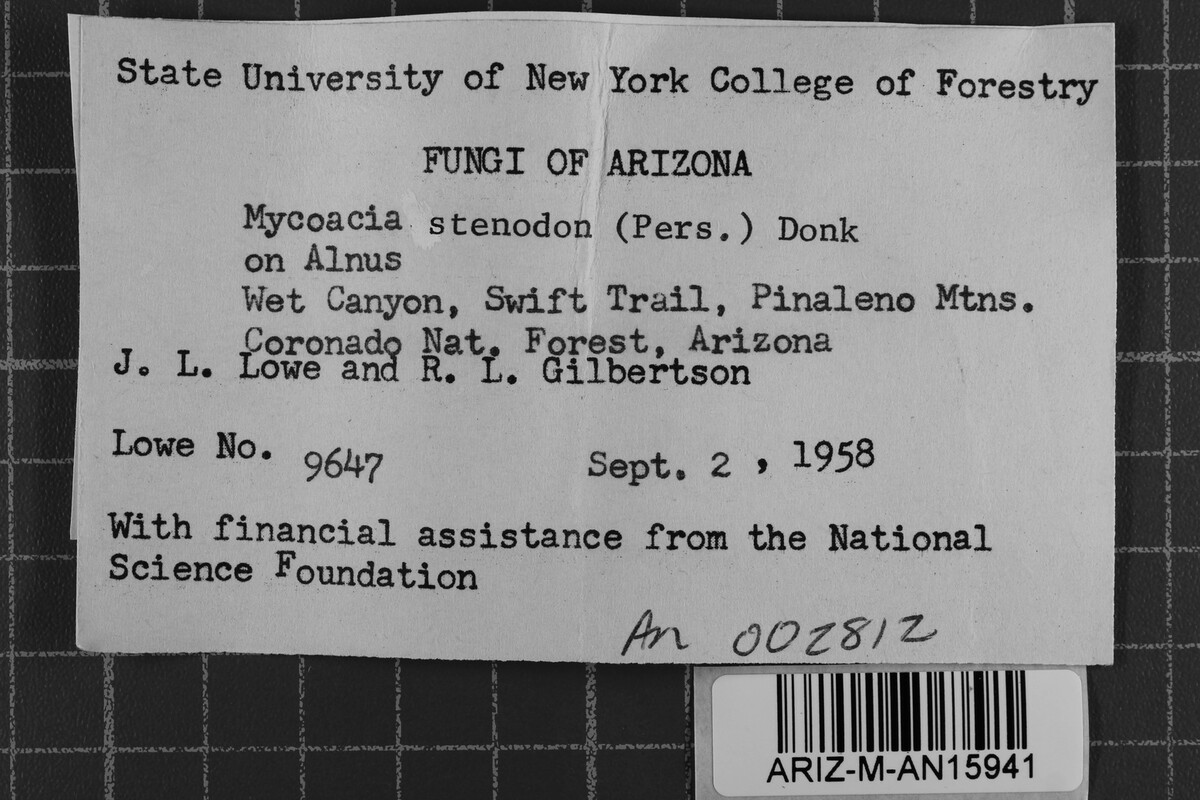 State University of New York College of Forestry
FUNGI OF ARIZONA
Mycoacia stenodon (Pers.) Donk
on Alnus
Wet Canyon, Swift Trail, Pinaleno Mtns.
Coronado Nat. Forest, Arizona
J. L. Lowe and R. L. Gilbertson
Lowe No. 9647 Sept. 2, 1958
With financial assistance from the National
Science Foundation
An 002812
ARIZ-M-AN15941